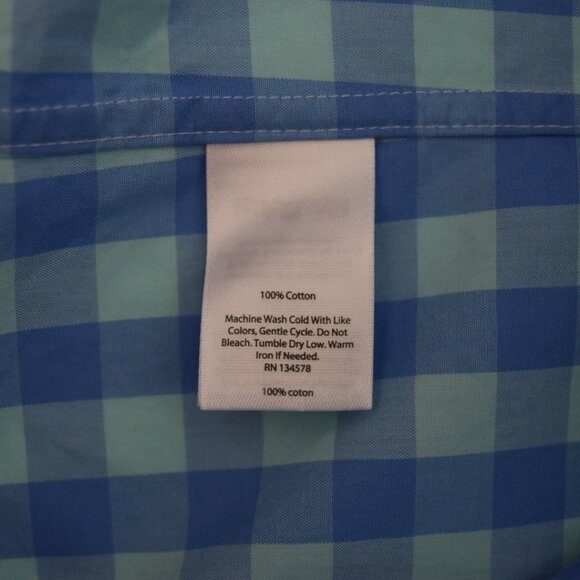 100% Cotton
Machine Wash Cold With Like
Colors, Gentle Cycle. Do Not
Bleach. Tumble Dry Low. Warm
Iron If Needed.
RN 134578
100% coton